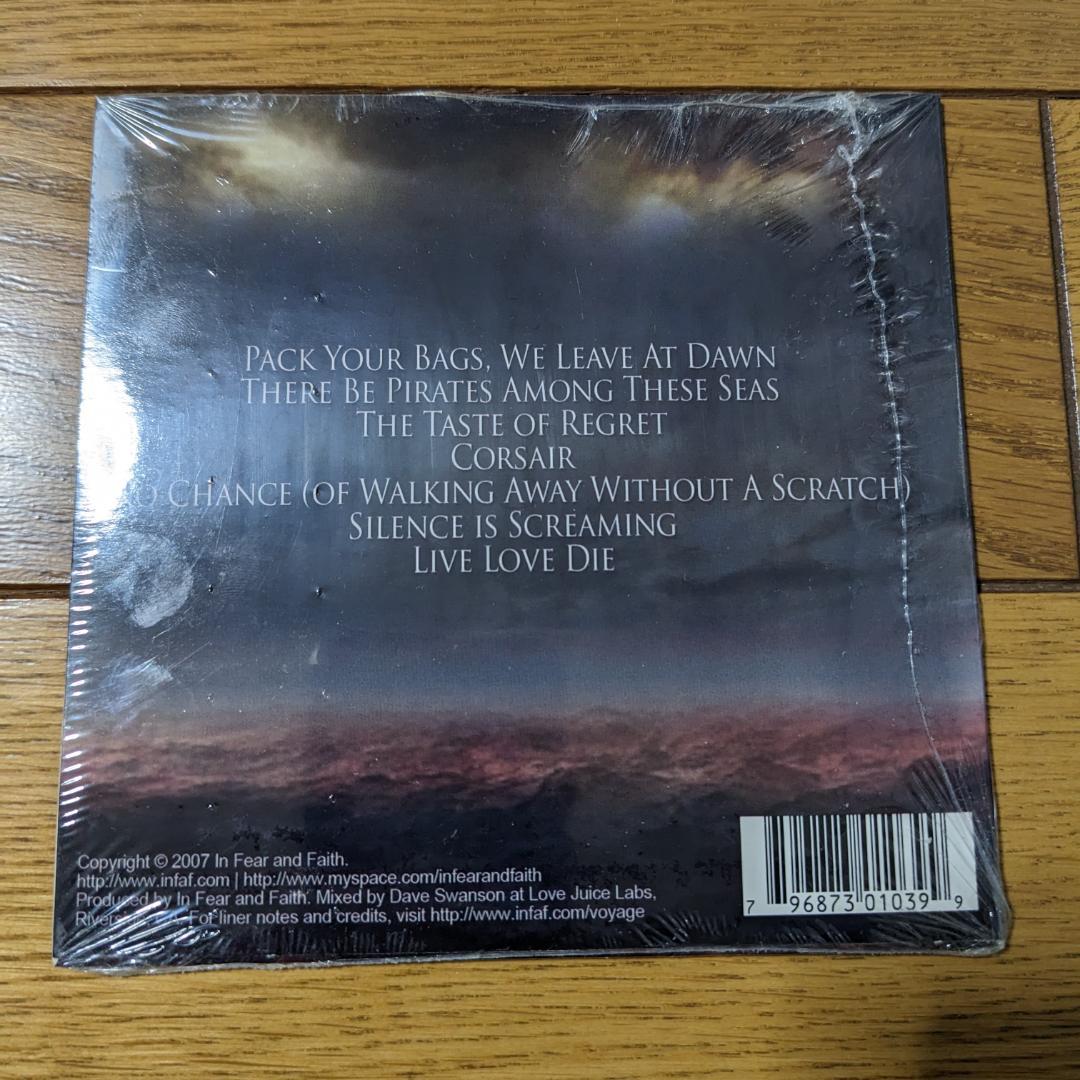 PACK YOUR BAGS, WE LEAVE AT DAWN
THERE BE PIRATES AMONG THESE SEAS
THE TASTE OF REGRET
CORSAIR
CHANCE (OF WALKING AWAY WITHOUT A SCRATCH)
SILENCE IS SCREAMING
LIVE LOVE DIE
Copyright © 2007 In Fear and Faith.
http://www.infaf.com | http://www.myspace.com/infearandfaith
Produced by In Fear and Faith. Mixed by Dave Swanson at Love Juice Labs,
For liner notes and credits, visit http://www.infaf.com/voyage
7 96873 01039 9